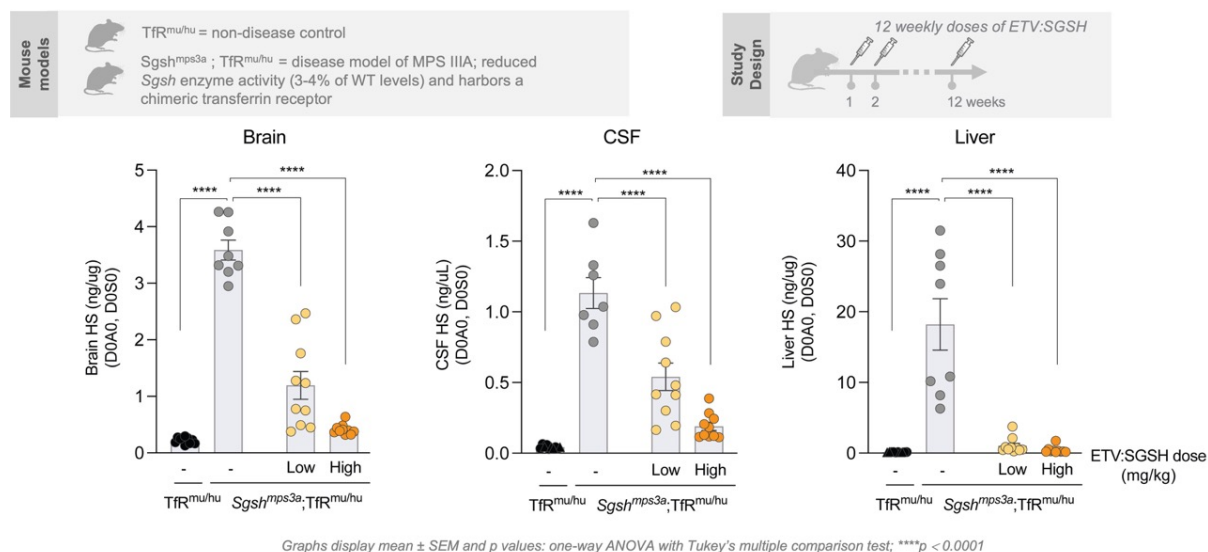 Mouse models
TfR^mu/hu = non-disease control
Sgsh^mps3a ; TfR^mu/hu = disease model of MPS IIIA; reduced
Sgsh enzyme activity (3-4% of WT levels) and harbors a
chimeric transferrin receptor
Study Design
12 weekly doses of ETV:SGSH
1 2 12 weeks
Brain
Brain HS (ng/ug)
(D0A0, D0S0)
5
4
3
2
1
0
****
**** ****
- - Low High
TfR^mu/hu Sgsh^mps3a;TfR^mu/hu
CSF
CSF HS (ng/uL)
(D0A0, D0S0)
2.0
1.5
1.0
0.5
0.0
****
**** ****
- - Low High
TfR^mu/hu Sgsh^mps3a;TfR^mu/hu
Liver
Liver HS (ng/ug)
(D0A0, D0S0)
40
30
20
10
0
****
**** ****
- - Low High
TfR^mu/hu Sgsh^mps3a;TfR^mu/hu
ETV:SGSH dose
(mg/kg)
Graphs display mean ± SEM and p values: one-way ANOVA with Tukey's multiple comparison test; ****p < 0.0001